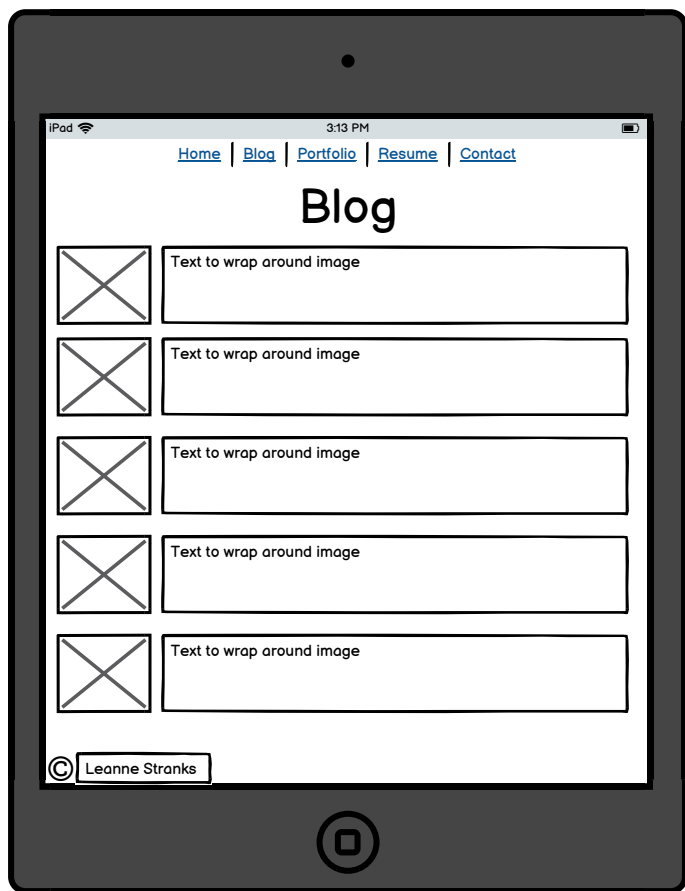 iPad 3:13 PM
Home Blog Portfolio Resume Contact
Blog
Text to wrap around image
Text to wrap around image
Text to wrap around image
Text to wrap around image
Text to wrap around image
© Leanne Stranks